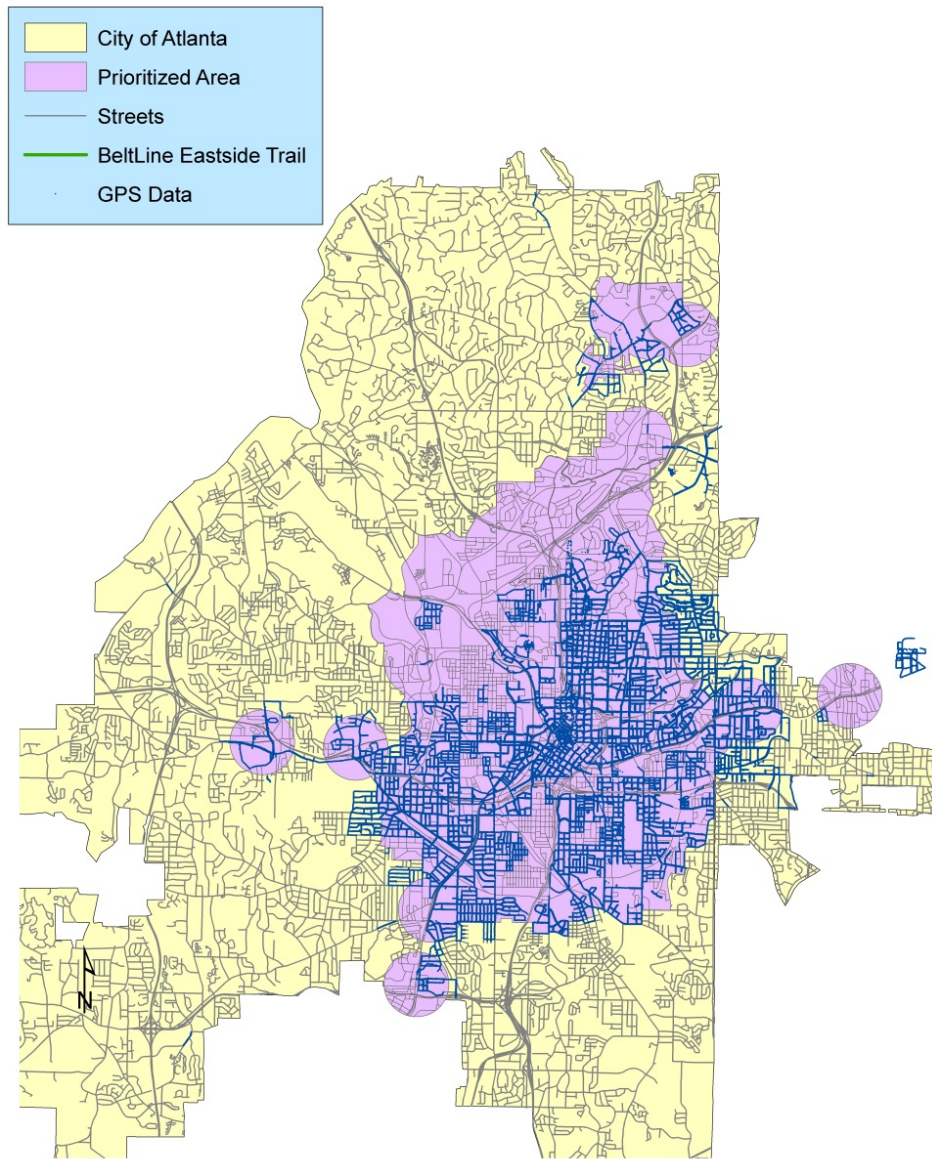 City of Atlanta
Prioritized Area
Streets
BeltLine Eastside Trail
GPS Data
N